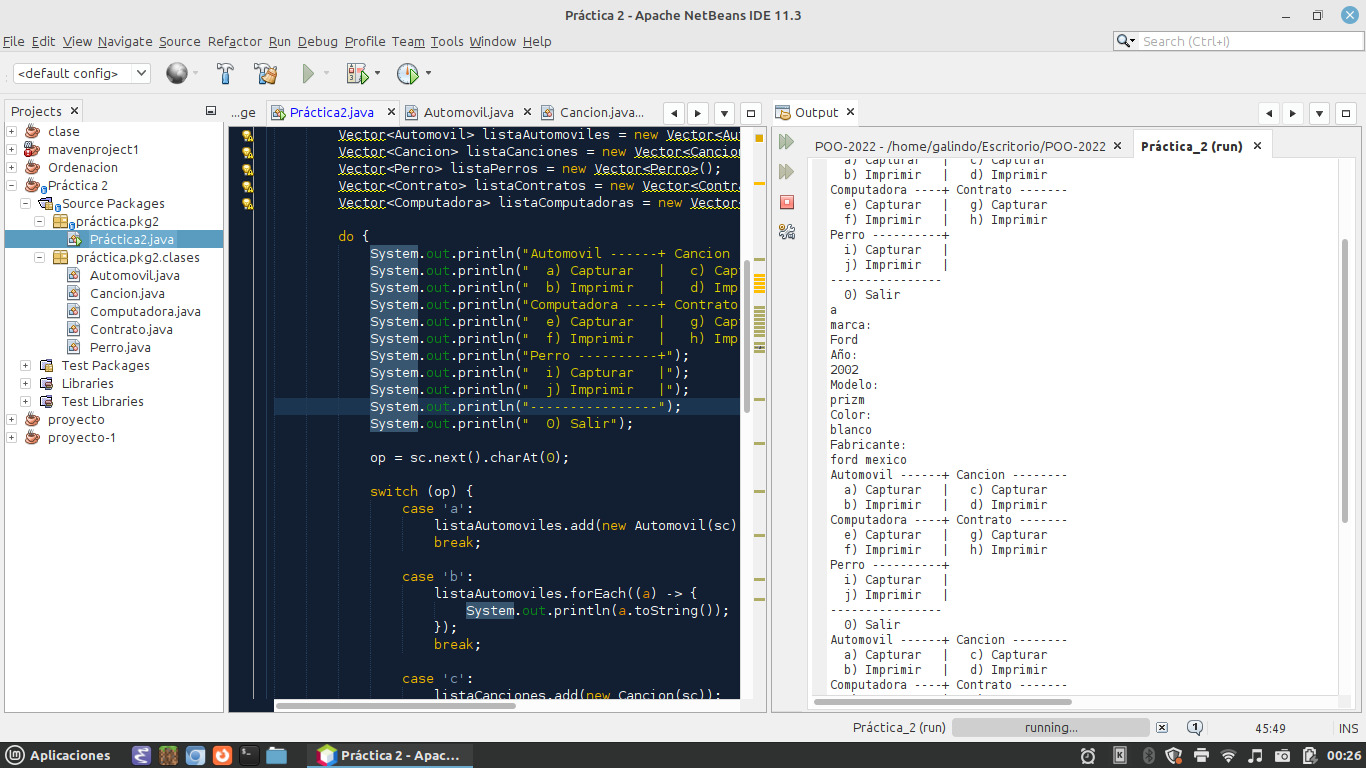 Práctica 2 - Apache NetBeans IDE 11.3
File Edit View Navigate Source Refactor Run Debug Profile Team Tools Window Help
Search (Ctrl+I)
<default config>
Projects
clase
mavenproject1
Ordenacion
Práctica 2
Source Packages
práctica.pkg2
Práctica2.java
práctica.pkg2.clases
Automovil.java
Cancion.java
Computadora.java
Contrato.java
Perro.java
Test Packages
Libraries
Test Libraries
proyecto
proyecto-1
...ge Práctica2.java Automovil.java Cancion.java...
Vector<Automovil> listaAutomoviles = new Vector<Au
Vector<Cancion> listaCanciones = new Vector<Cancion
Vector<Perro> listaPerros = new Vector<Perro>();
Vector<Contrato> listaContratos = new Vector<Contr
Vector<Computadora> listaComputadoras = new Vector
do {
System.out.println("Automovil ------+ Cancion
System.out.println("   a) Capturar   |   c) Capt
System.out.println("   b) Imprimir   |   d) Imp
System.out.println("Computadora ----+ Contrato
System.out.println("   e) Capturar   |   g) Capt
System.out.println("   f) Imprimir   |   h) Imp
System.out.println("Perro ----------+");
System.out.println("   i) Capturar   |");
System.out.println("   j) Imprimir   |");
System.out.println("----------------");
System.out.println("   0) Salir");
op = sc.next().charAt(0);
switch (op) {
case 'a':
listaAutomoviles.add(new Automovil(sc)
break;
case 'b':
listaAutomoviles.forEach((a) -> {
System.out.println(a.toString());
});
break;
case 'c':
listaCanciones.add(new Cancion(sc));
Output
POO-2022 - /home/galindo/Escritorio/POO-2022 Práctica_2 (run)
a) Capturar   |   c) Capturar
b) Imprimir   |   d) Imprimir
Computadora ----+ Contrato -------
e) Capturar   |   g) Capturar
f) Imprimir   |   h) Imprimir
Perro ----------+
i) Capturar   |
j) Imprimir   |
----------------
0) Salir
a
marca:
Ford
Año:
2002
Modelo:
prizm
Color:
blanco
Fabricante:
ford mexico
Automovil ------+ Cancion --------
a) Capturar   |   c) Capturar
b) Imprimir   |   d) Imprimir
Computadora ----+ Contrato -------
e) Capturar   |   g) Capturar
f) Imprimir   |   h) Imprimir
Perro ----------+
i) Capturar   |
j) Imprimir   |
----------------
0) Salir
Automovil ------+ Cancion --------
a) Capturar   |   c) Capturar
b) Imprimir   |   d) Imprimir
Computadora ----+ Contrato -------
Práctica_2 (run) running... 1 45:49 INS
Aplicaciones Práctica 2 - Apac... 00:26